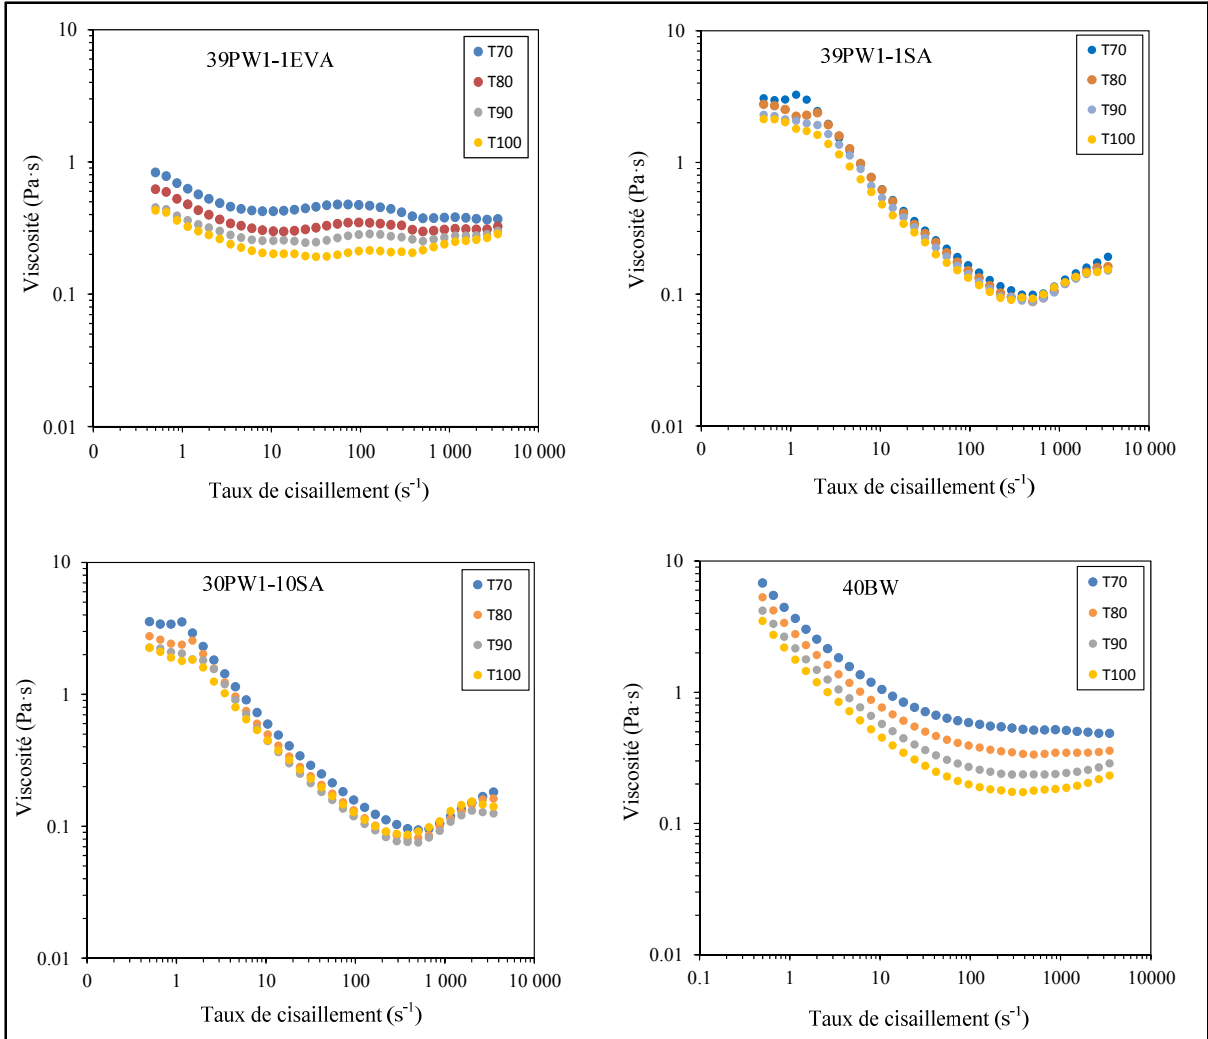 39PW1-1EVA
T70
T80
T90
T100
10
1
0.1
0.01
0
1
10
100
1 000
10 000
Viscosité (Pa·s)
Taux de cisaillement (s⁻¹)
39PW1-1SA
T70
T80
T90
T100
10
1
0.1
0.01
0
1
10
100
1 000
10 000
Viscosité (Pa·s)
Taux de cisaillement (s⁻¹)
30PW1-10SA
T70
T80
T90
T100
10
1
0.1
0.01
0
1
10
100
1 000
10 000
Viscosité (Pa·s)
Taux de cisaillement (s⁻¹)
40BW
T70
T80
T90
T100
10
1
0.1
0.01
0.1
1
10
100
1000
10000
Viscosité (Pa·s)
Taux de cisaillement (s⁻¹)